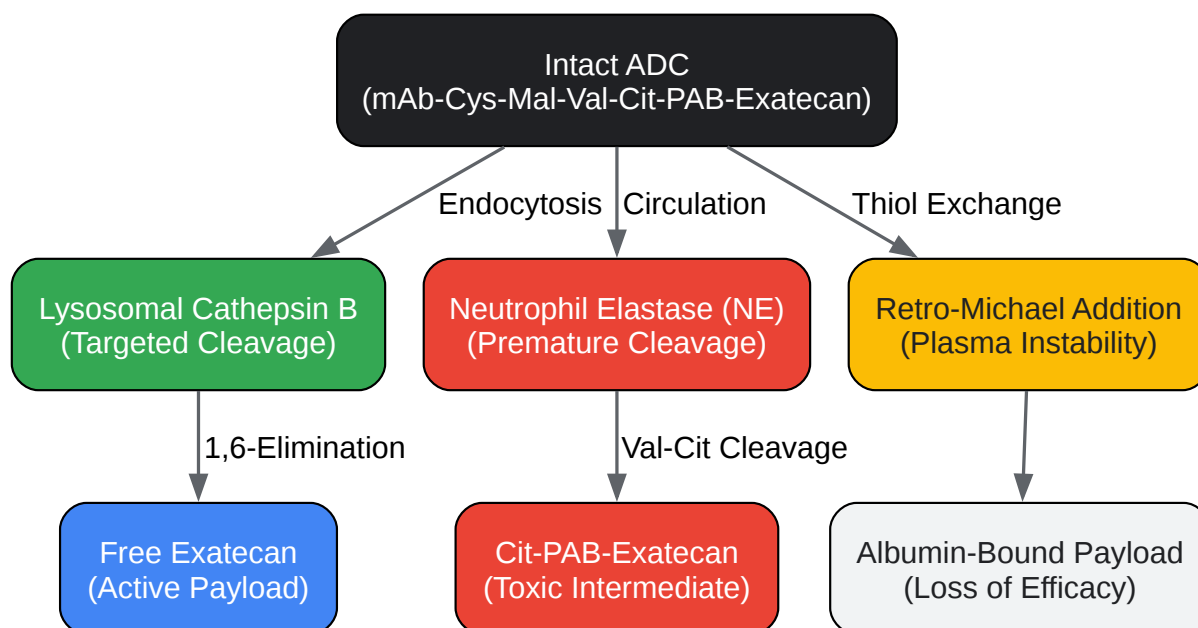 Intact ADC
(mAb-Cys-Mal-Val-Cit-PAB-Exatecan)
Endocytosis
Circulation
Thiol Exchange
Lysosomal Cathepsin B
(Targeted Cleavage)
Neutrophil Elastase (NE)
(Premature Cleavage)
Retro-Michael Addition
(Plasma Instability)
1,6-Elimination
Val-Cit Cleavage
Free Exatecan
(Active Payload)
Cit-PAB-Exatecan
(Toxic Intermediate)
Albumin-Bound Payload
(Loss of Efficacy)